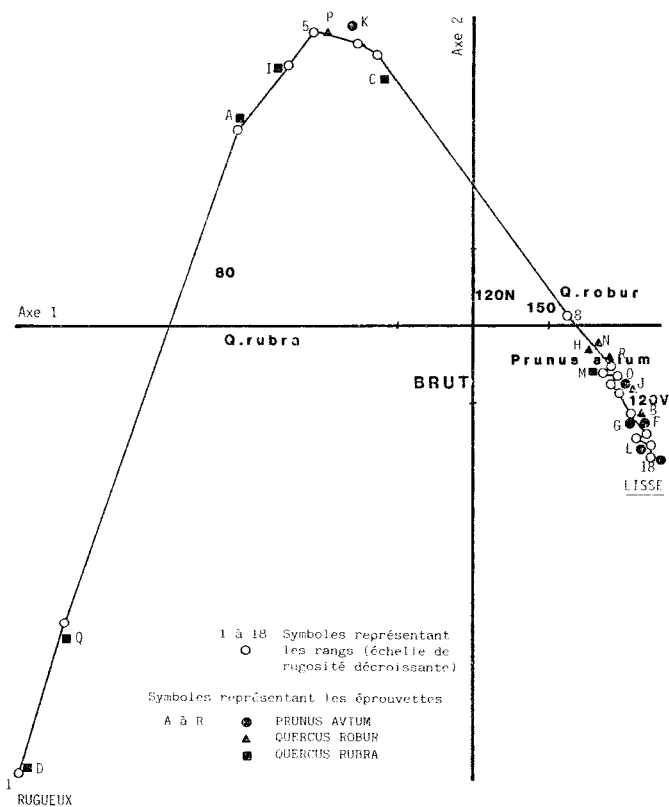 5
P
K
Axe 2
I
C
A
80
120N
150
Q.robur
8
Axe 1
Q.rubra
H
N
R
Prunus avium
M
O
J
BRUT
120V
B
G
F
L
18
LISSE
Q
1 à 18 Symboles représentant
les rangs (échelle de
rugosité décroissante)
Symboles représentant les éprouvettes
A à R PRUNUS AVIUM
QUERCUS ROBUR
QUERCUS RUBRA
D
1
RUGUEUX